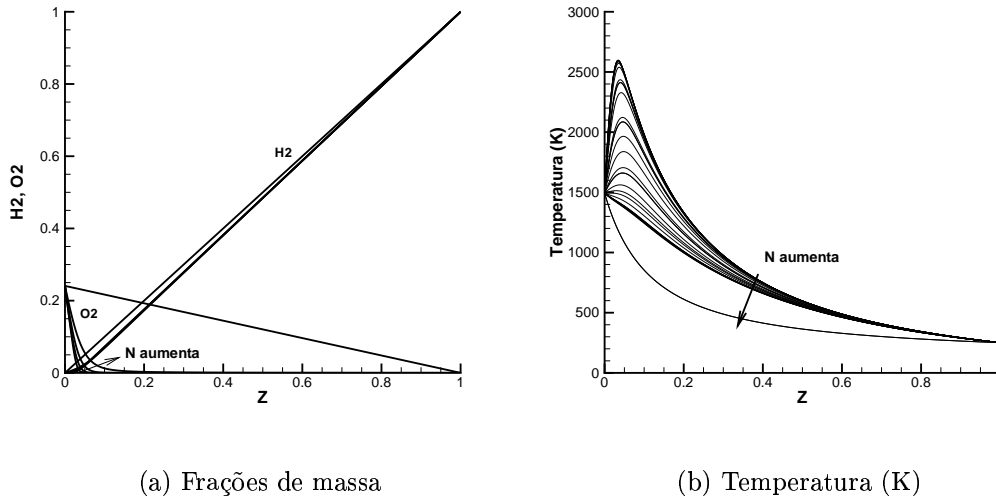 H2, O2
1
0.8
0.6
0.4
0.2
0
H2
O2
N aumenta
0
0.2
0.4
0.6
0.8
1
Z
Temperatura (K)
3000
2500
2000
1500
1000
500
0
N aumenta
0
0.2
0.4
0.6
0.8
Z
(a) Frações de massa
(b) Temperatura (K)